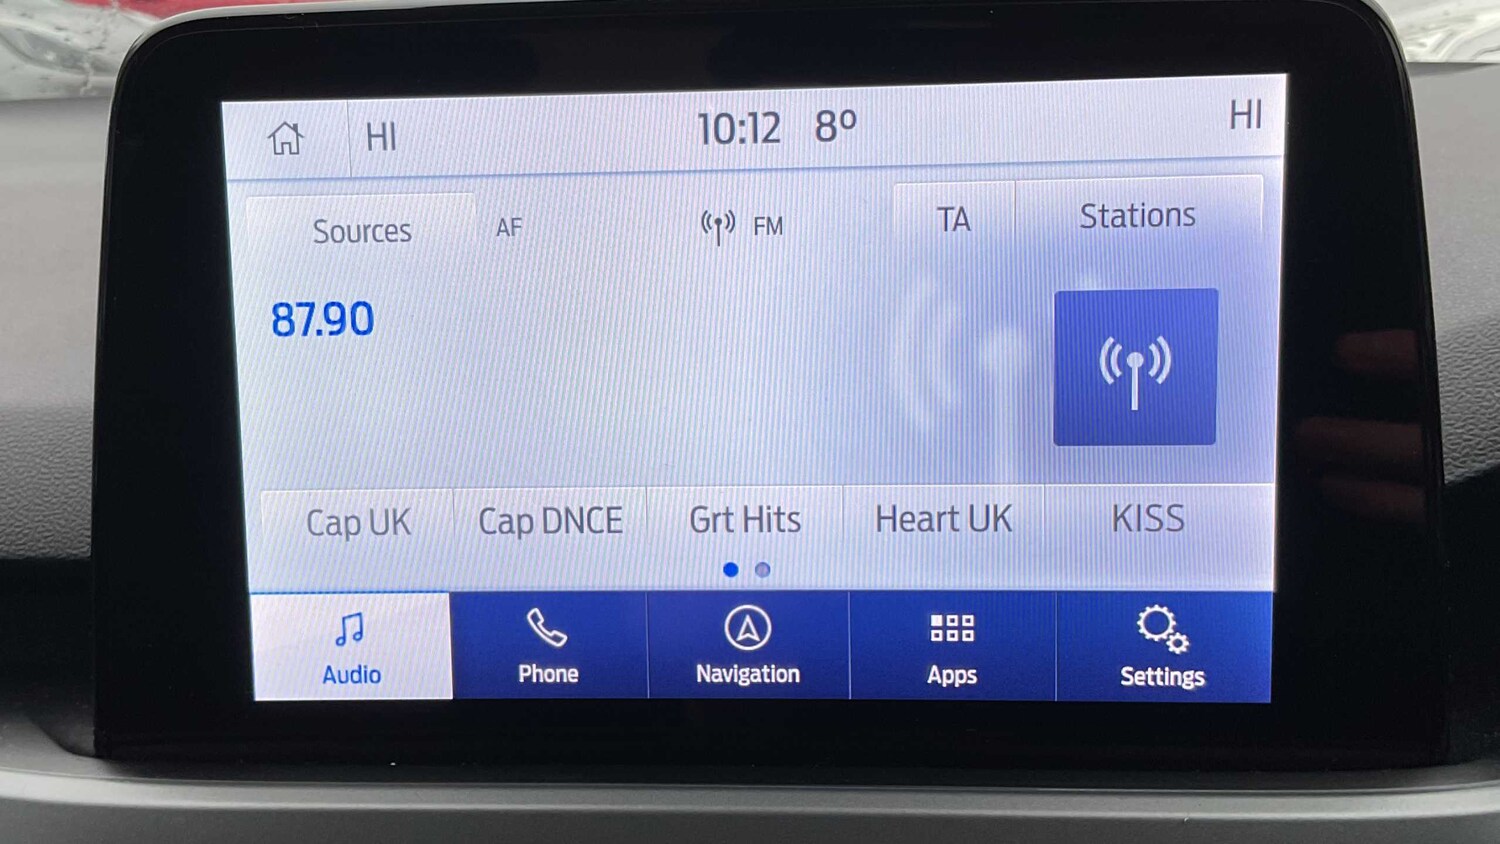 HI 10:12 8º HI
Sources AF FM TA Stations
87.90
Cap UK Cap DNCE Grt Hits Heart UK KISS
Audio Phone Navigation Apps Settings